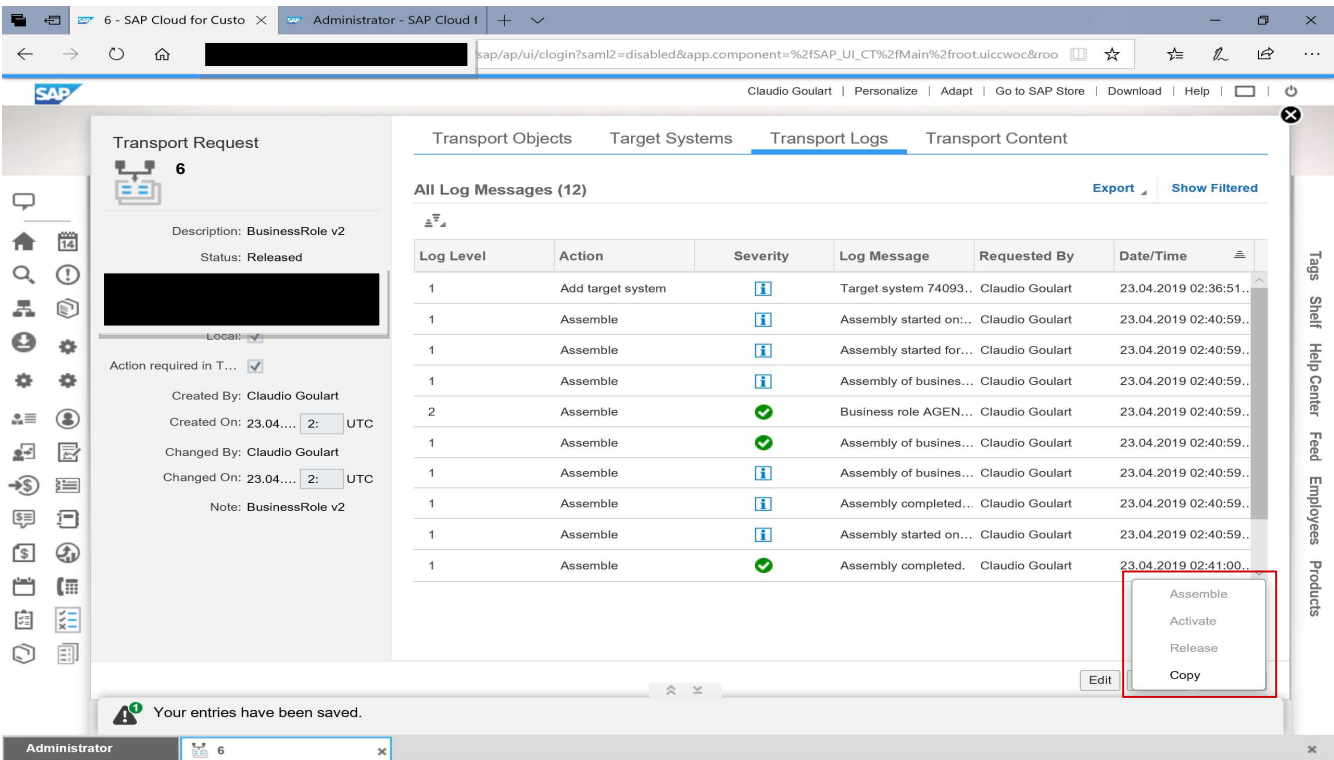 6 - SAP Cloud for Custo
SAP Administrator - SAP Cloud f
sap/ap/ui/clogin?saml2=disabled&app.component=%2fSAP_UI_CT%2fMain%2froot.uiccwoc&roo
SAP
Claudio Goulart | Personalize | Adapt | Go to SAP Store | Download | Help |
Transport Request
6
Description: BusinessRole v2
Status: Released
Local:
Action required in T...
Created By: Claudio Goulart
Created On: 23.04.... 2: UTC
Changed By: Claudio Goulart
Changed On: 23.04.... 2: UTC
Note: BusinessRole v2
Transport Objects Target Systems Transport Logs Transport Content
All Log Messages (12) Export Show Filtered
Log Level Action Severity Log Message Requested By Date/Time
1 Add target system Target system 74093.. Claudio Goulart 23.04.2019 02:36:51..
1 Assemble Assembly started on:.. Claudio Goulart 23.04.2019 02:40:59..
1 Assemble Assembly started for... Claudio Goulart 23.04.2019 02:40:59..
1 Assemble Assembly of busines... Claudio Goulart 23.04.2019 02:40:59..
2 Assemble Business role AGEN... Claudio Goulart 23.04.2019 02:40:59..
1 Assemble Assembly of busines... Claudio Goulart 23.04.2019 02:40:59..
1 Assemble Assembly of busines... Claudio Goulart 23.04.2019 02:40:59..
1 Assemble Assembly completed... Claudio Goulart 23.04.2019 02:40:59..
1 Assemble Assembly started on... Claudio Goulart 23.04.2019 02:40:59..
1 Assemble Assembly completed. Claudio Goulart 23.04.2019 02:41:00..
Assemble
Activate
Release
Copy
Edit
Tags
Shelf
Help Center
Feed
Employees
Products
14
1
Your entries have been saved.
Administrator
6